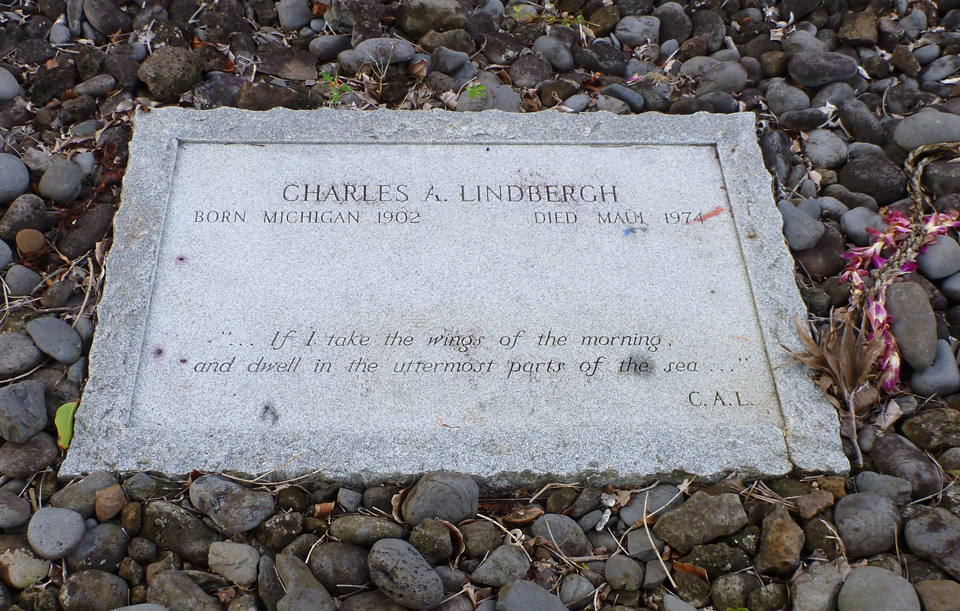 CHARLES A. LINDBERGH
BORN MICHIGAN 1902 DIED MAUI 1974
"... If I take the wings of the morning,
and dwell in the uttermost parts of the sea ..."
C.A.L.